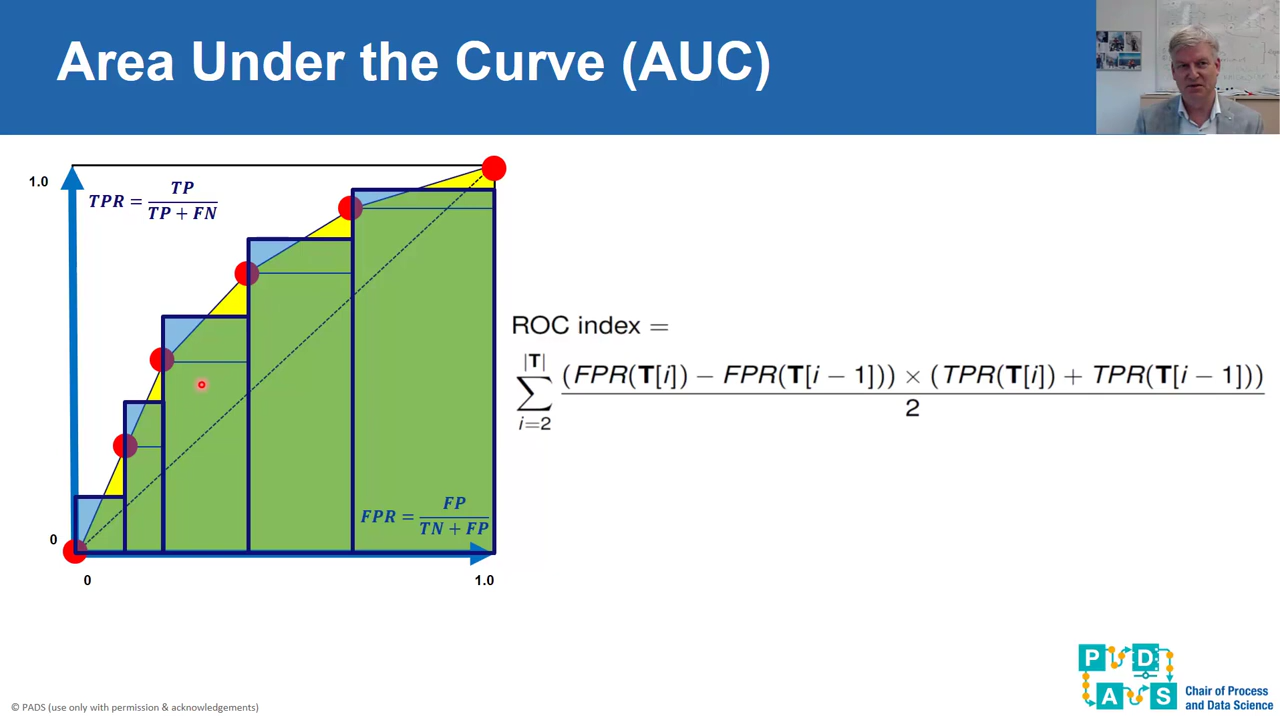 Area Under the Curve (AUC)
1.0
TPR = TP / TP + FN
ROC index =
|T|
∑ (FPR(T[i]) − FPR(T[i − 1])) × (TPR(T[i]) + TPR(T[i − 1])) / 2
i=2
FPR = FP / TN + FP
0
0
1.0
P D
A S
Chair of Process
and Data Science
© PADS (use only with permission & acknowledgements)